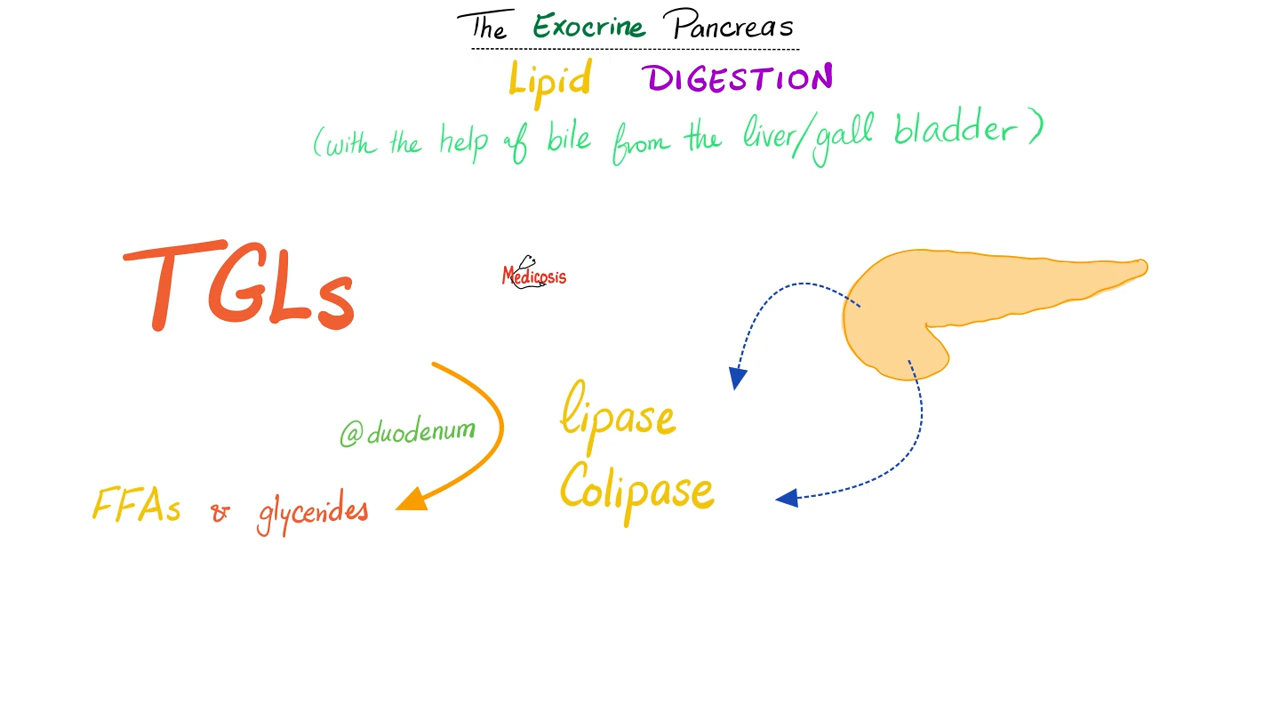 The Exocrine Pancreas
Lipid DIGESTION
(with the help of bile from the liver/gall bladder)
TGLs
Medicosis
@duodenum
lipase
Colipase
FFAs & glycerides